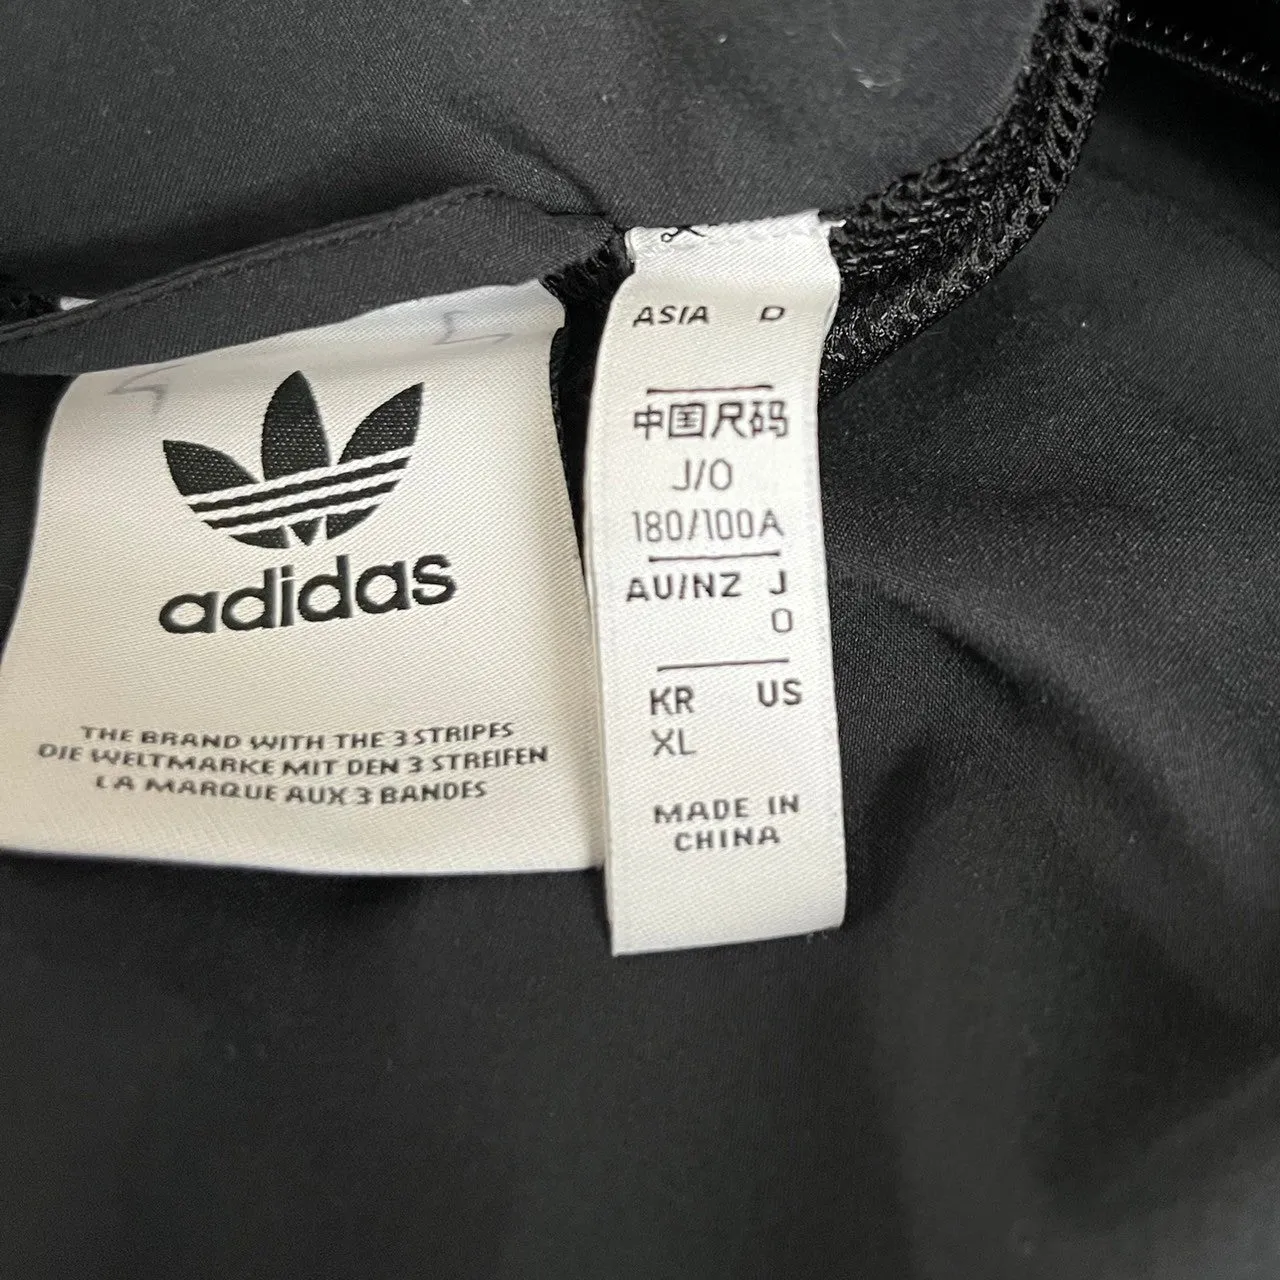 adidas
THE BRAND WITH THE 3 STRIPES
DIE WELTMARKE MIT DEN 3 STREIFEN
LA MARQUE AUX 3 BANDES
ASIA D
中国尺码
J/O
180/100A
AU/NZ J
O
KR US
XL
MADE IN
CHINA